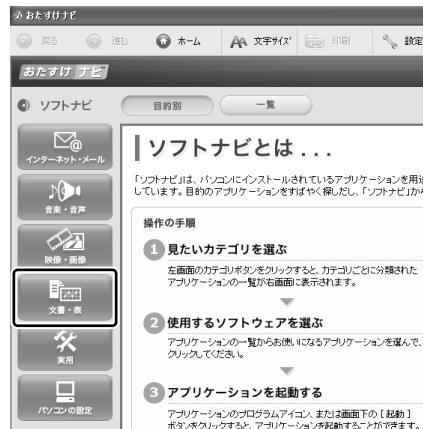 おたすけナビ
戻る 進む ホーム 文字サイズ 印刷 設定
おたすけ ナビ
ソフトナビ 目的別 一覧
インターネット・メール
音楽・音声
映像・画像
文書・表
実用
パソコンの設定
ソフトナビとは...
「ソフトナビ」は、パソコンにインストールされているアプリケーションを用途
しています。目的のアプリケーションをすばやく探しだし、「ソフトナビ」から
操作の手順
1 見たいカテゴリを選ぶ
左画面のカテゴリボタンをクリックすると、カテゴリごとに分類された
アプリケーションの一覧が右画面に表示されます。
2 使用するソフトウェアを選ぶ
アプリケーションの一覧からお使いになるアプリケーションを選んで、
クリックしてください。
3 アプリケーションを起動する
アプリケーションのプログラムアイコン、または画面下の[起動]
ボタンをクリックすると、アプリケーションを起動することができます。